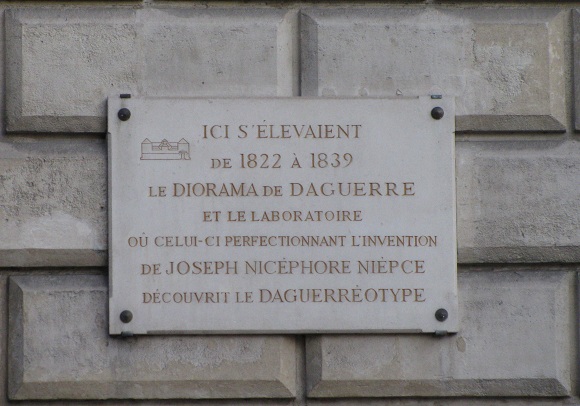 ICI S'ÉLEVAIENT
DE 1822 À 1839
LE DIORAMA DE DAGUERRE
ET LE LABORATOIRE
OÙ CELUI-CI PERFECTIONNANT L'INVENTION
DE JOSEPH NICÉPHORE NIÉPCE
DÉCOUVRIT LE DAGUERRÉOTYPE